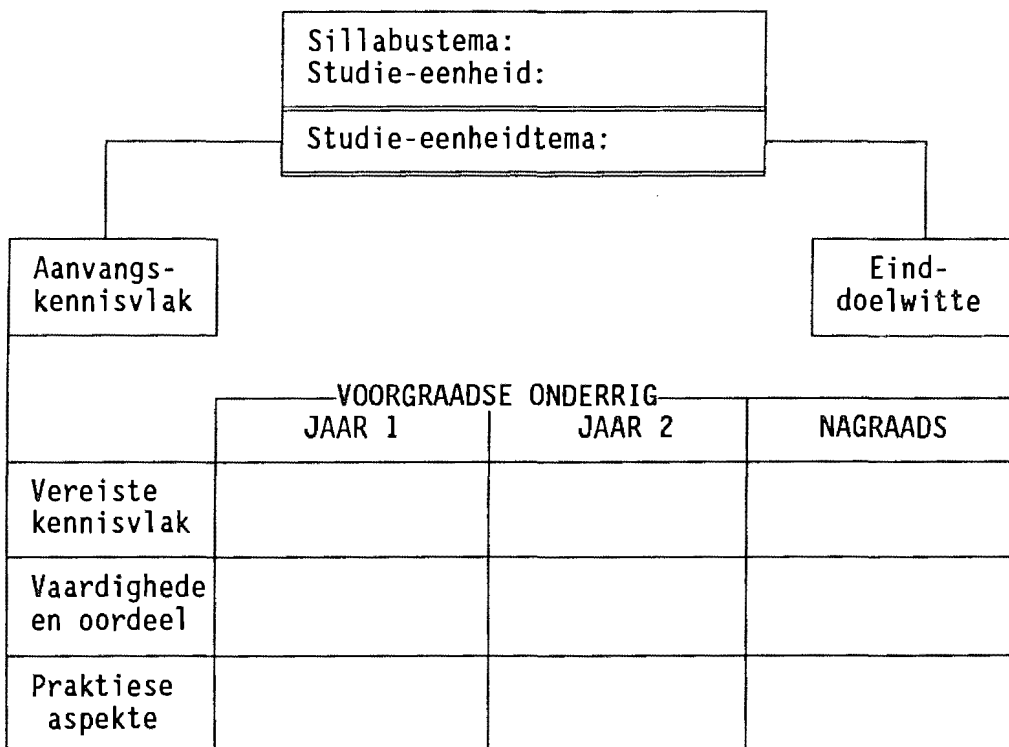 Sillabustema:
Studie-eenheid:
Studie-eenheidtema:
Aanvangs-
kennisvlak
Eind-
doelwitte
VOORGRAADSE ONDERRIG
JAAR 1
JAAR 2
NAGRAADS
Vereiste
kennisvlak
Vaardighede
en oordeel
Praktiese
aspekte